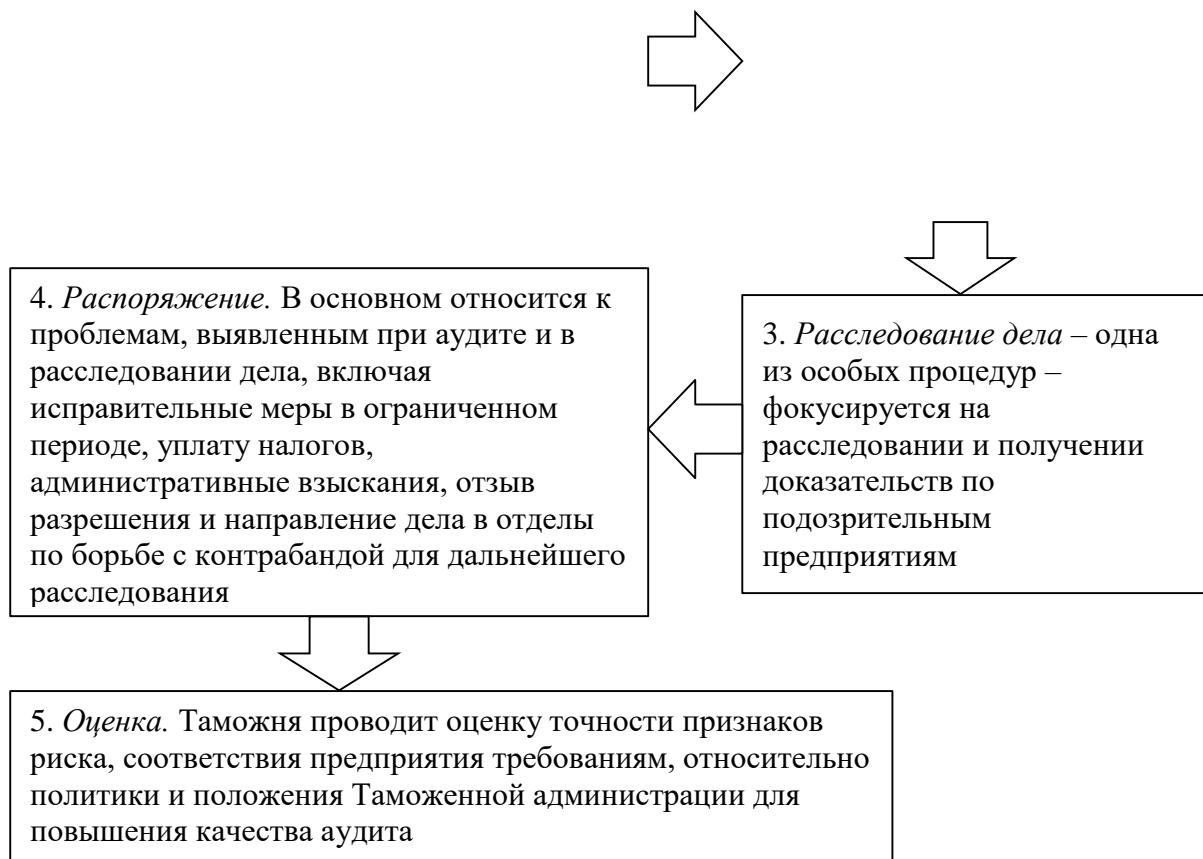 4. Распоряжение. В основном относится к
проблемам, выявленным при аудите и в
расследовании дела, включая
исправительные меры в ограниченном
периоде, уплату налогов,
административные взыскания, отзыв
разрешения и направление дела в отделы
по борьбе с контрабандой для дальнейшего
расследования
3. Расследование дела – одна
из особых процедур –
фокусируется на
расследовании и получении
доказательств по
подозрительным
предприятиям
5. Оценка. Таможня проводит оценку точности признаков
риска, соответствия предприятия требованиям, относительно
политики и положения Таможенной администрации для
повышения качества аудита